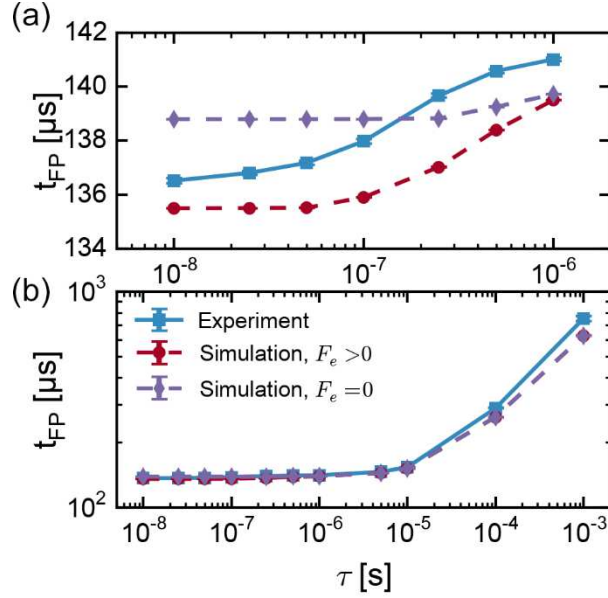 (a)
142
140
138
136
134
t_FP [µs]
10^-8
10^-7
10^-6
(b)
10^3
10^2
t_FP [µs]
Experiment
Simulation, F_e >0
Simulation, F_e =0
10^-8
10^-7
10^-6
10^-5
10^-4
10^-3
τ [s]